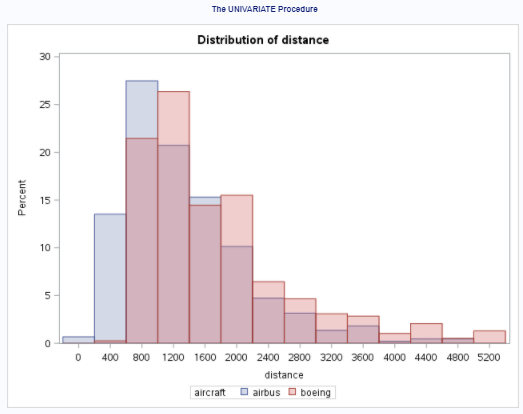 The UNIVARIATE Procedure
Distribution of distance
30
25
20
15
10
5
0
Percent
0 400 800 1200 1600 2000 2400 2800 3200 3600 4000 4400 4800 5200
distance
aircraft airbus boeing